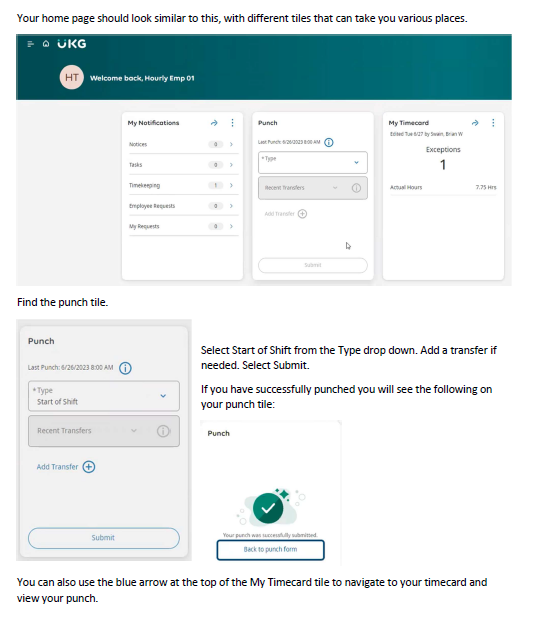 Your home page should look similar to this, with different tiles that can take you various places.
UKG
HT Welcome back, Hourly Emp 01
My Notifications
Notices 0
Tasks 0
Timekeeping 1
Employee Requests 0
My Requests 0
Punch
Last Punch: 6/26/2023 8:00 AM
*Type
Recent Transfers
Add Transfer
Submit
My Timecard
Edited Tue 6/27 by Swain, Brian W
Exceptions
1
Actual Hours 7.75 Hrs
Find the punch tile.
Punch
Last Punch: 6/26/2023 8:00 AM
*Type
Start of Shift
Recent Transfers
Add Transfer
Submit
Select Start of Shift from the Type drop down. Add a transfer if
needed. Select Submit.
If you have successfully punched you will see the following on
your punch tile:
Punch
Your punch was successfully submitted.
Back to punch form
You can also use the blue arrow at the top of the My Timecard tile to navigate to your timecard and
view your punch.